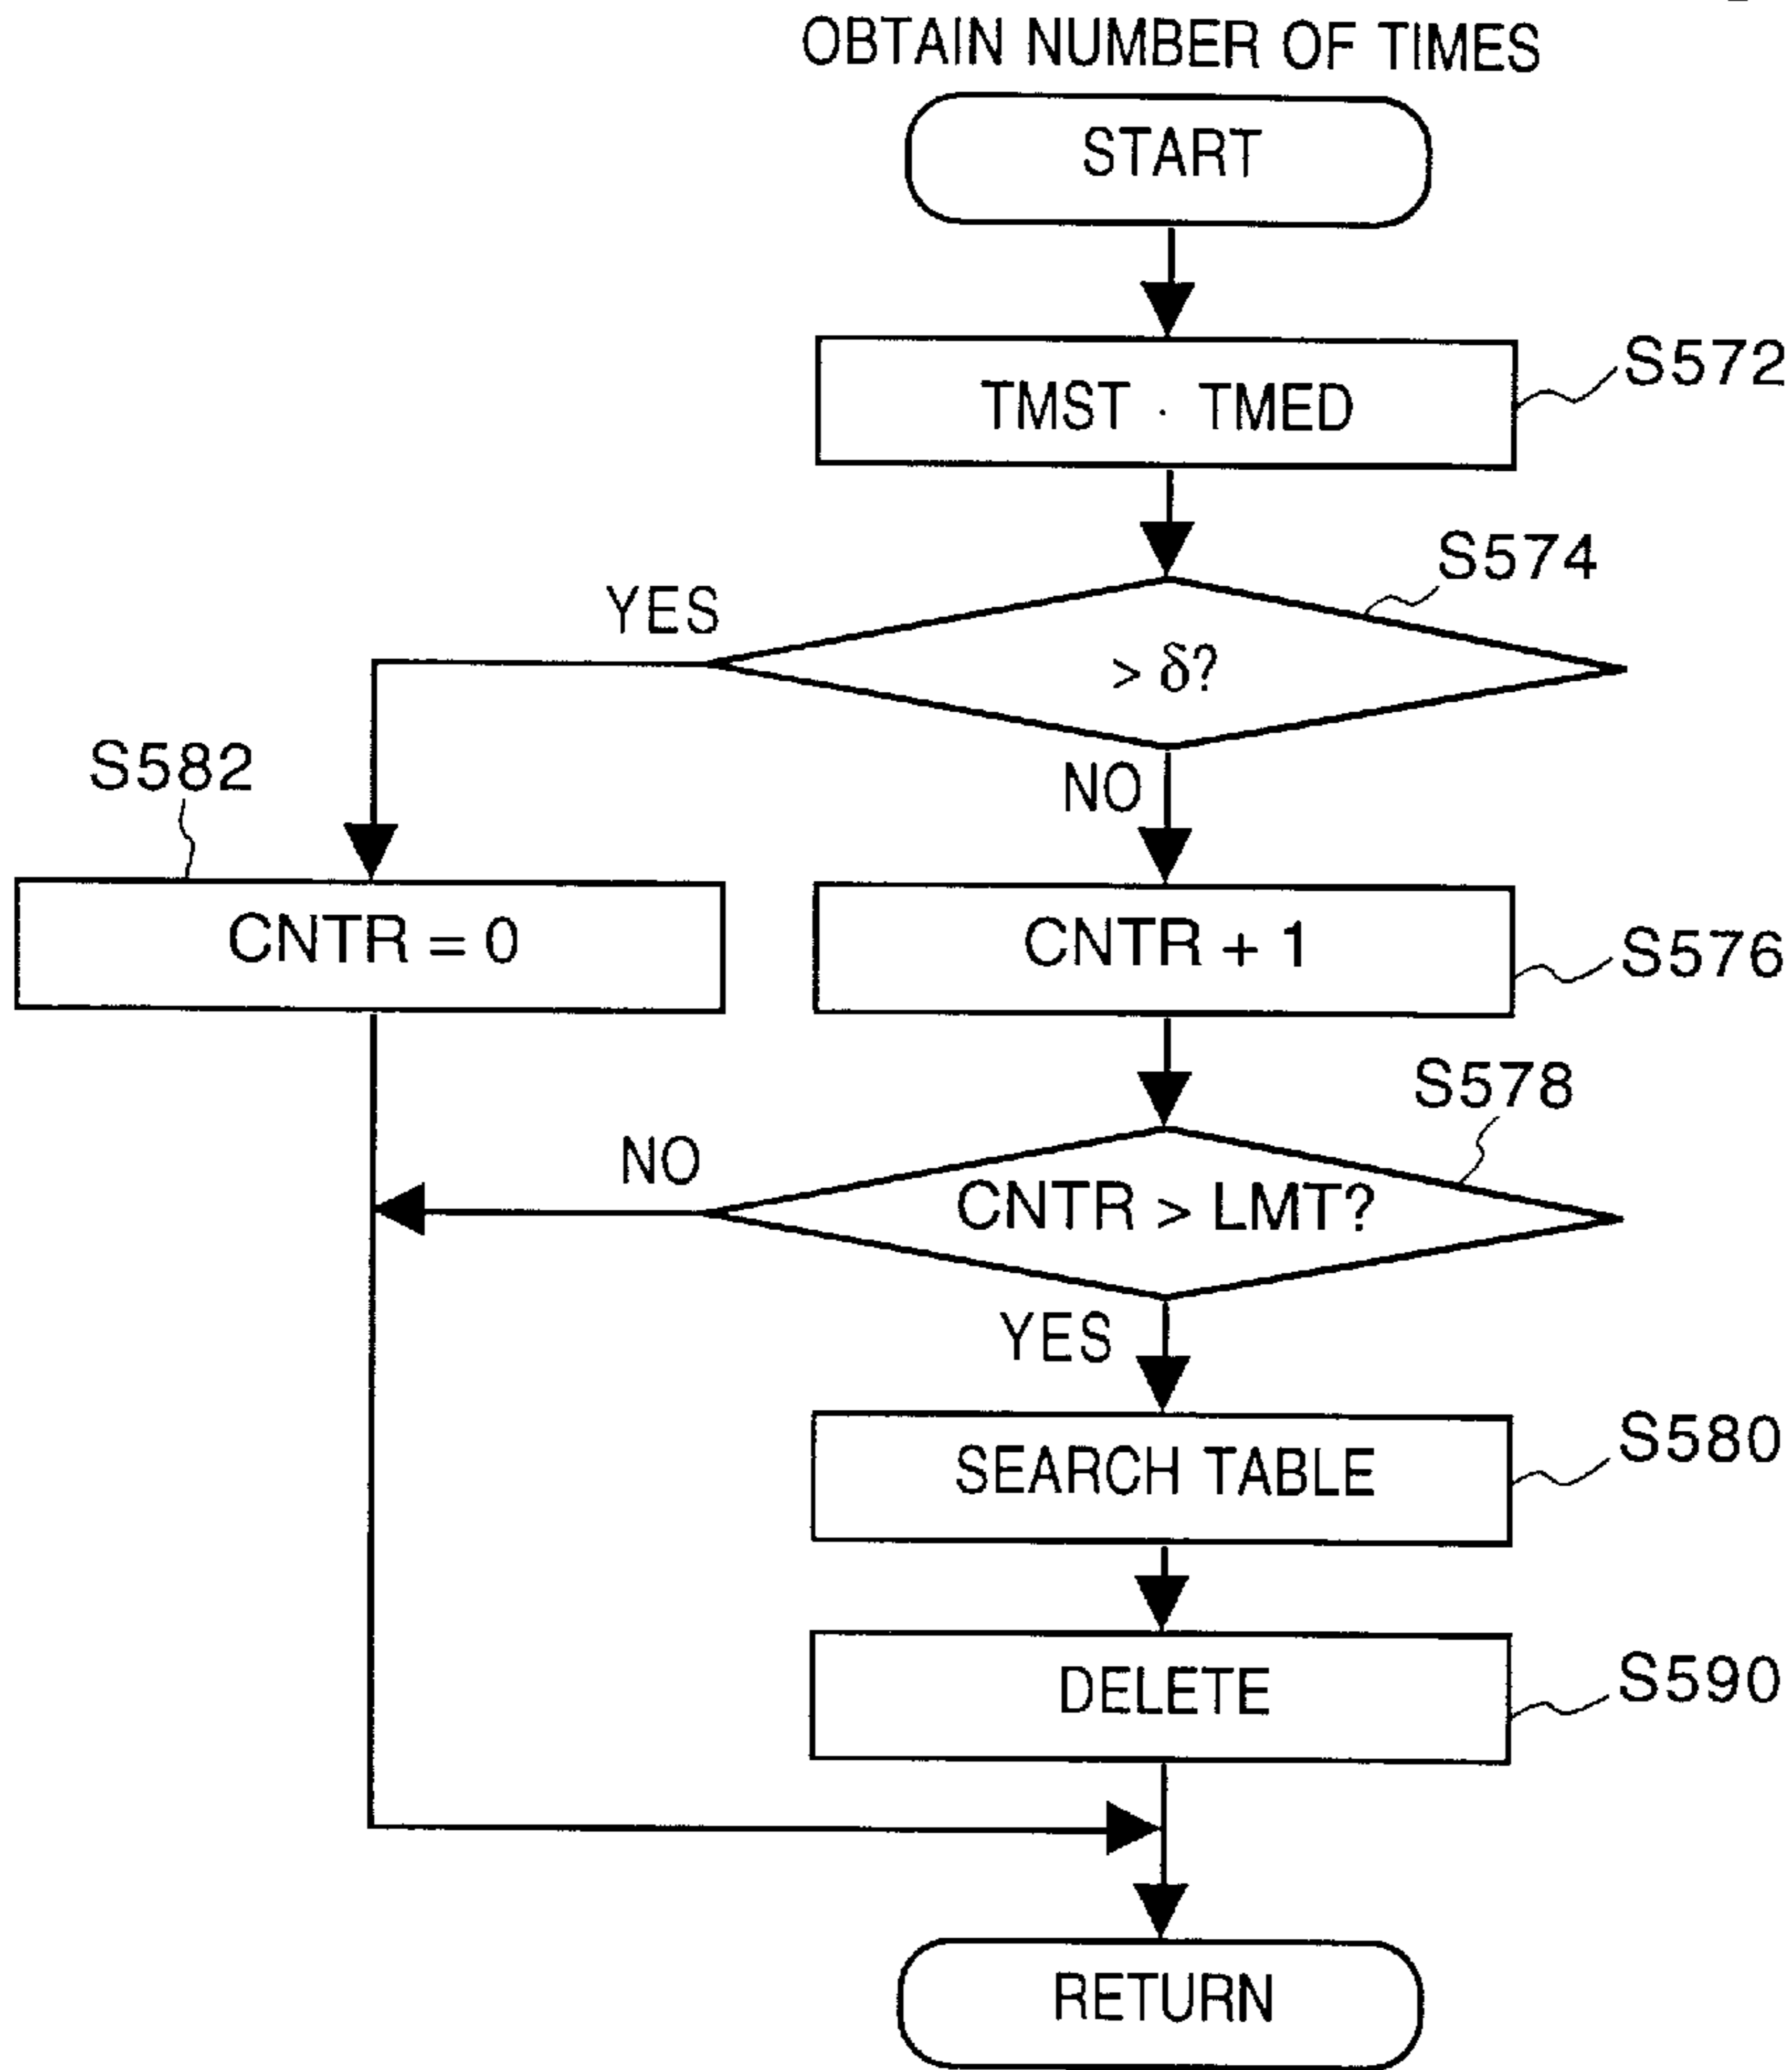 OBTAIN NUMBER OF TIMES
START
TMST · TMED
S572
S574
> δ?
YES
NO
S582
CNTR = 0
CNTR + 1
S576
S578
CNTR > LMT?
NO
YES
SEARCH TABLE
S580
DELETE
S590
RETURN